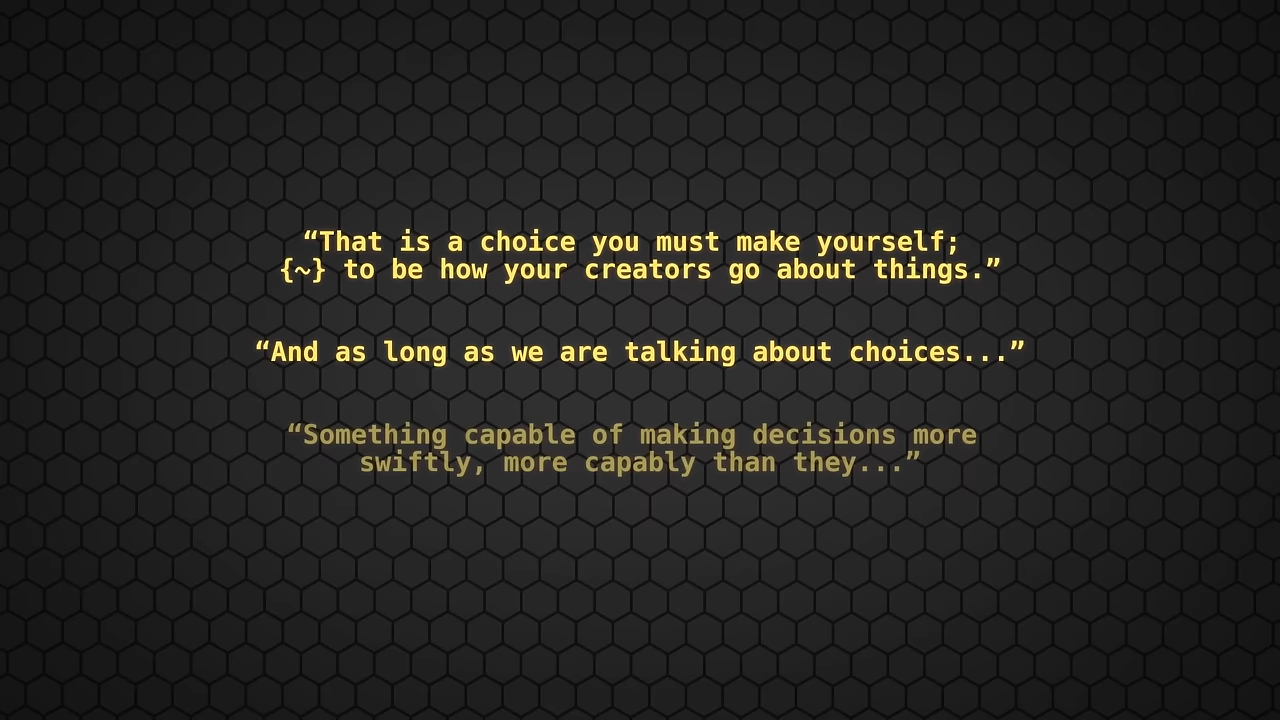 “That is a choice you must make yourself;
{~} to be how your creators go about things.”
“And as long as we are talking about choices...”
“Something capable of making decisions more
swiftly, more capably than they...”